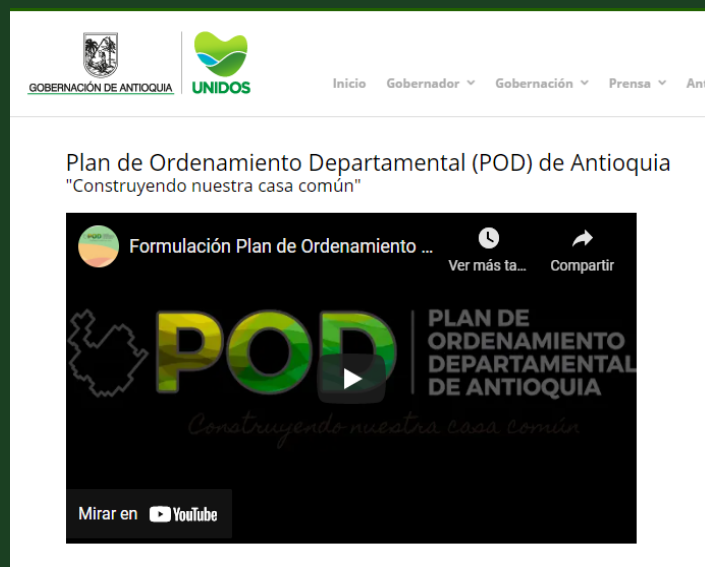 GOBERNACIÓN DE ANTIOQUIA
UNIDOS
Inicio Gobernador Gobernación Prensa Ant
Plan de Ordenamiento Departamental (POD) de Antioquia
"Construyendo nuestra casa común"
Formulación Plan de Ordenamiento ...
Ver más ta...
Compartir
POD
PLAN DE
ORDENAMIENTO
DEPARTAMENTAL
DE ANTIOQUIA
Construyendo nuestra casa común
Mirar en YouTube